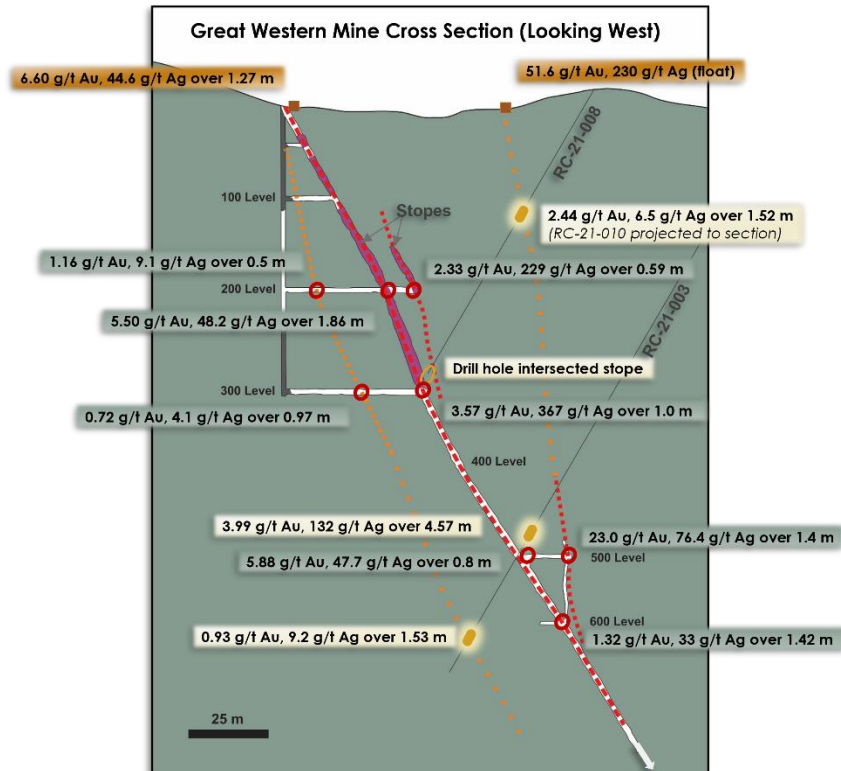 Great Western Mine Cross Section (Looking West)
6.60 g/t Au, 44.6 g/t Ag over 1.27 m
51.6 g/t Au, 230 g/t Ag (float)
RC-21-008
100 Level
Stopes
2.44 g/t Au, 6.5 g/t Ag over 1.52 m
(RC-21-010 projected to section)
1.16 g/t Au, 9.1 g/t Ag over 0.5 m
2.33 g/t Au, 229 g/t Ag over 0.59 m
200 Level
RC-21-003
5.50 g/t Au, 48.2 g/t Ag over 1.86 m
Drill hole intersected stope
300 Level
0.72 g/t Au, 4.1 g/t Ag over 0.97 m
3.57 g/t Au, 367 g/t Ag over 1.0 m
400 Level
3.99 g/t Au, 132 g/t Ag over 4.57 m
23.0 g/t Au, 76.4 g/t Ag over 1.4 m
5.88 g/t Au, 47.7 g/t Ag over 0.8 m
500 Level
600 Level
0.93 g/t Au, 9.2 g/t Ag over 1.53 m
1.32 g/t Au, 33 g/t Ag over 1.42 m
25 m